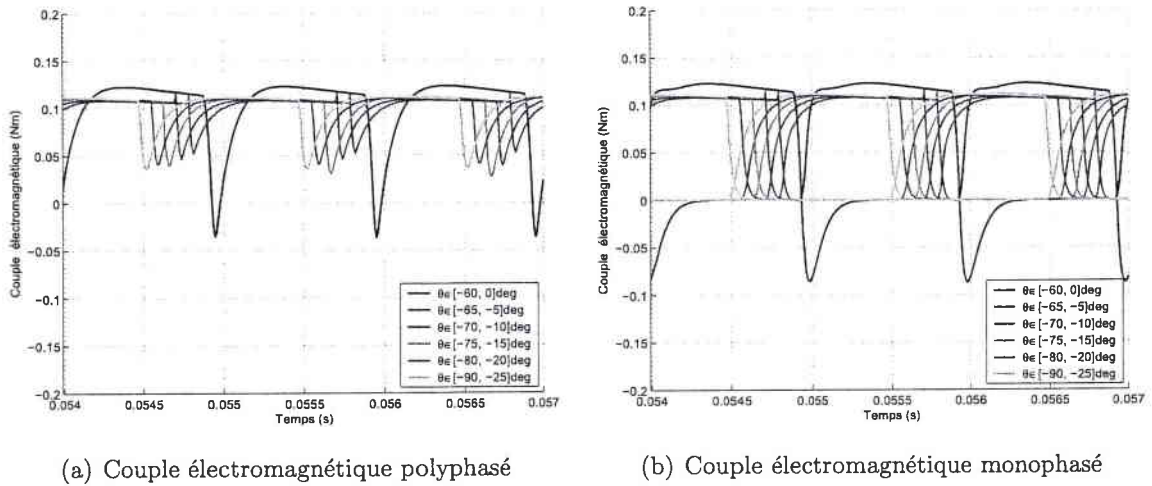 0.2
0.15
0.1
0.05
0
-0.05
-0.1
-0.15
-0.2
Couple électromagnétique (Nm)
θ∈[-60, 0]deg
θ∈[-65, -5]deg
θ∈[-70, -10]deg
θ∈[-75, -15]deg
θ∈[-80, -20]deg
θ∈[-90, -25]deg
0.054
0.0545
0.055
0.0555
0.056
0.0565
0.057
Temps (s)
(a) Couple électromagnétique polyphasé
0.2
0.15
0.1
0.05
0
-0.05
-0.1
-0.15
-0.2
Couple électromagnétique (Nm)
θ∈[-60, 0]deg
θ∈[-65, -5]deg
θ∈[-70, -10]deg
θ∈[-75, -15]deg
θ∈[-80, -20]deg
θ∈[-90, -25]deg
0.054
0.0545
0.055
0.0555
0.056
0.0565
0.057
Temps (s)
(b) Couple électromagnétique monophasé